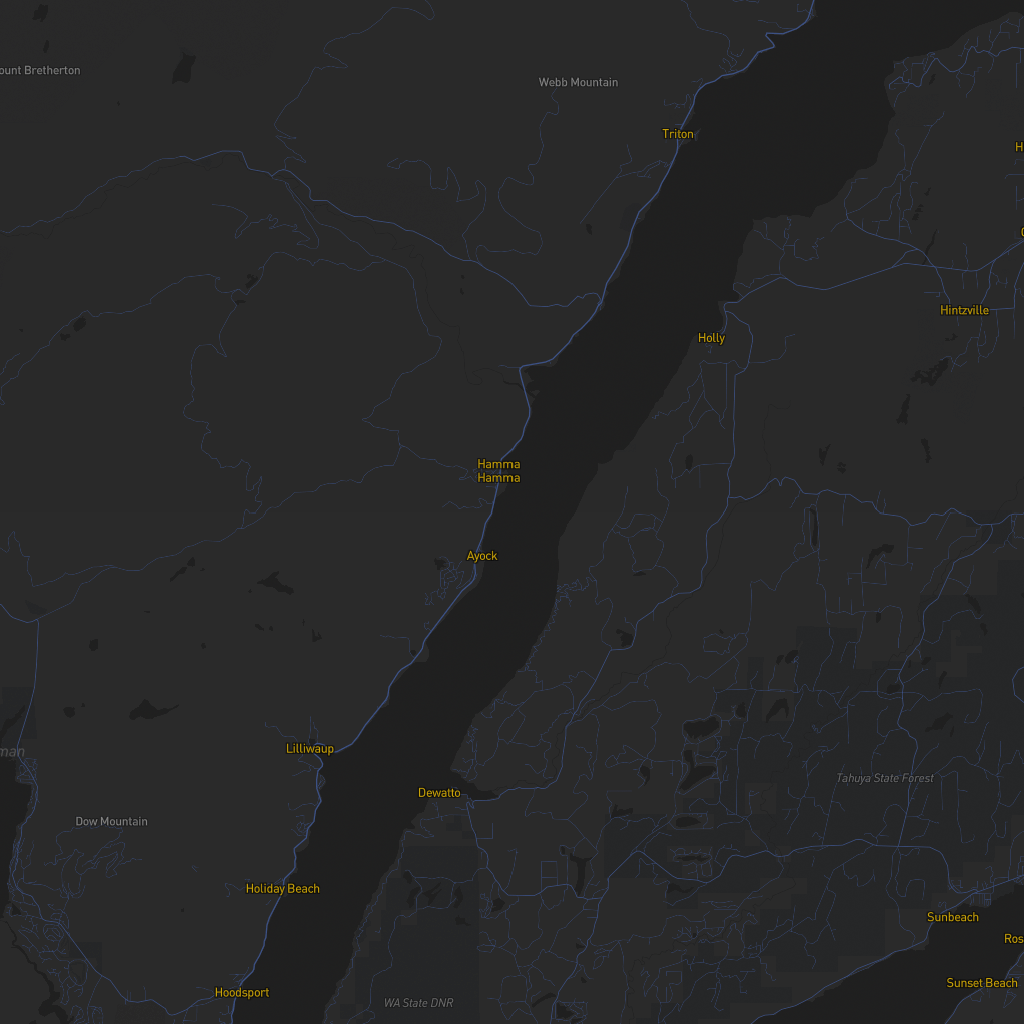 ount Bretherton
Webb Mountain
Triton
H
Hintzville
Holly
Hamma
Hamma
Ayock
Lilliwaup
man
Tahuya State Forest
Dewatto
Dow Mountain
Holiday Beach
Sunbeach
Ros
Sunset Beach
Hoodsport
WA State DNR